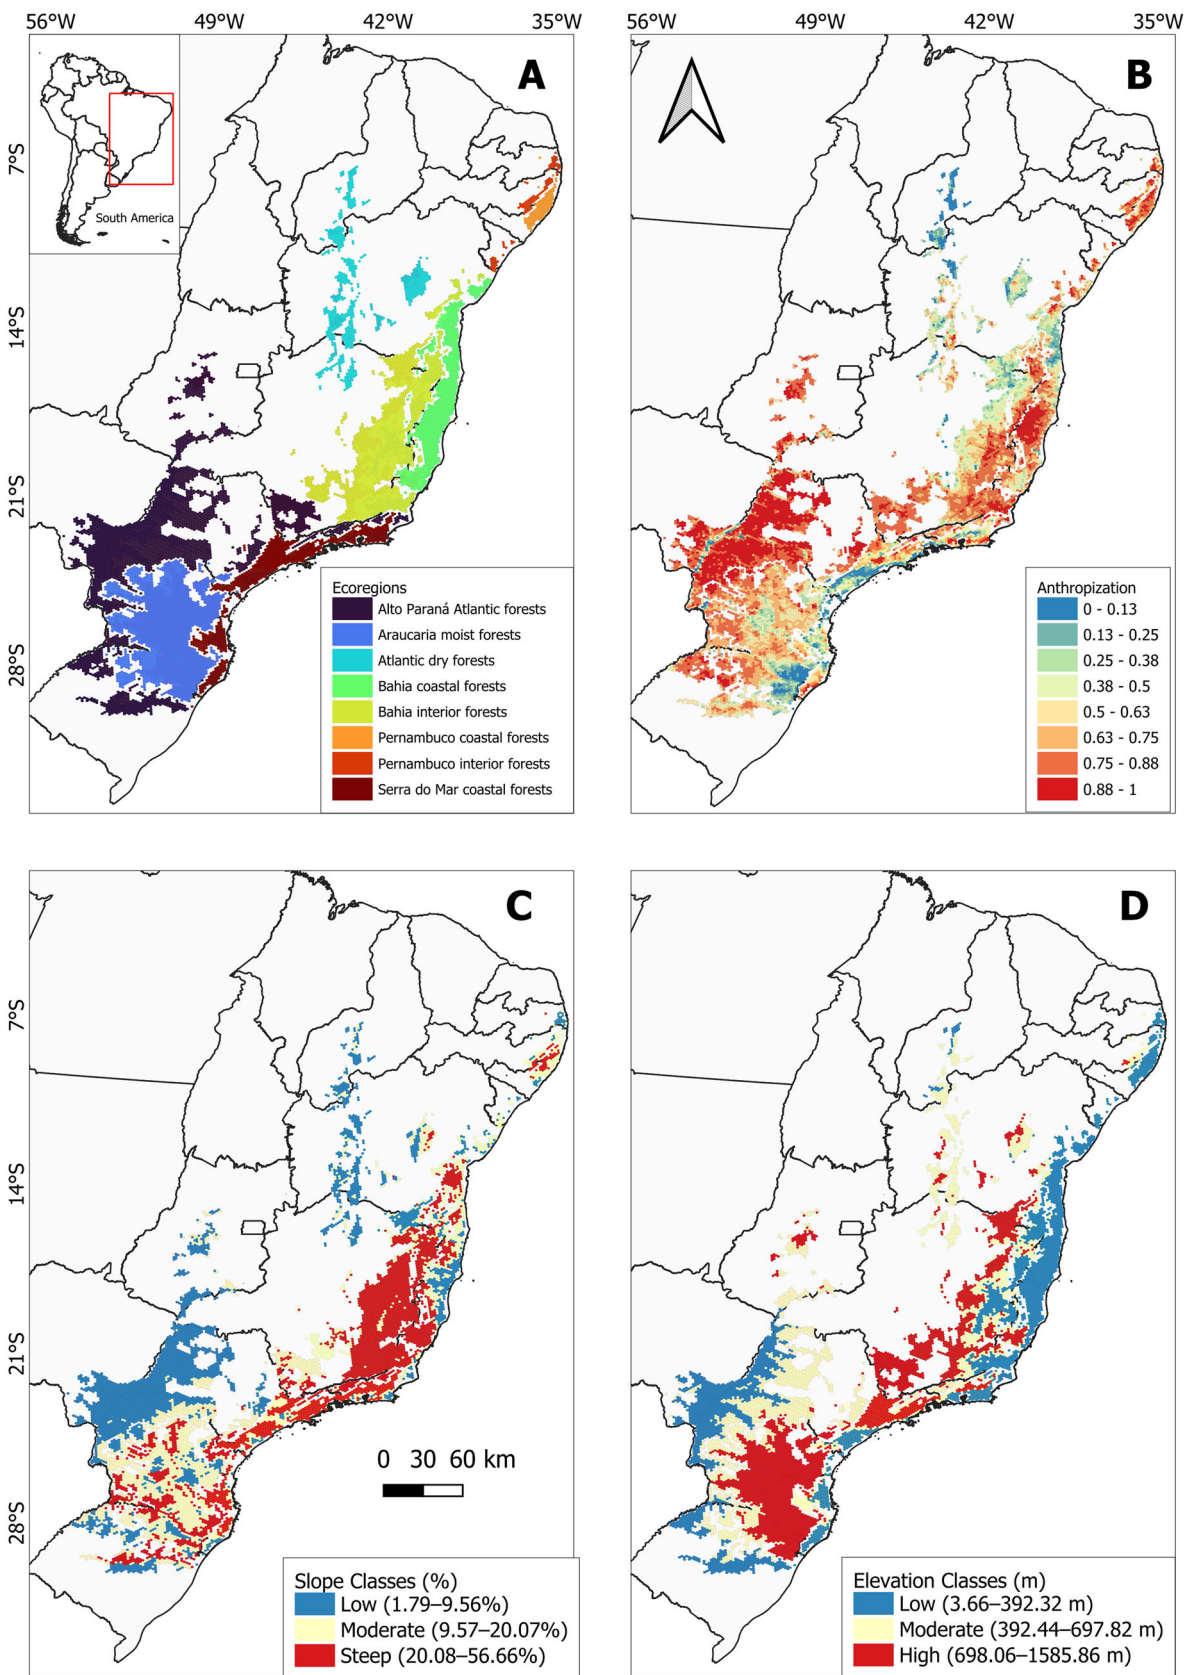 56°W 49°W 42°W 35°W
56°W 49°W 42°W 35°W
A
B
South America
7°S
14°S
21°S
28°S
Ecoregions
Alto Paraná Atlantic forests
Araucaria moist forests
Atlantic dry forests
Bahia coastal forests
Bahia interior forests
Pernambuco coastal forests
Pernambuco interior forests
Serra do Mar coastal forests
Anthropization
0 - 0.13
0.13 - 0.25
0.25 - 0.38
0.38 - 0.5
0.5 - 0.63
0.63 - 0.75
0.75 - 0.88
0.88 - 1
C
D
7°S
14°S
21°S
28°S
0 30 60 km
Slope Classes (%)
Low (1.79–9.56%)
Moderate (9.57–20.07%)
Steep (20.08–56.66%)
Elevation Classes (m)
Low (3.66–392.32 m)
Moderate (392.44–697.82 m)
High (698.06–1585.86 m)